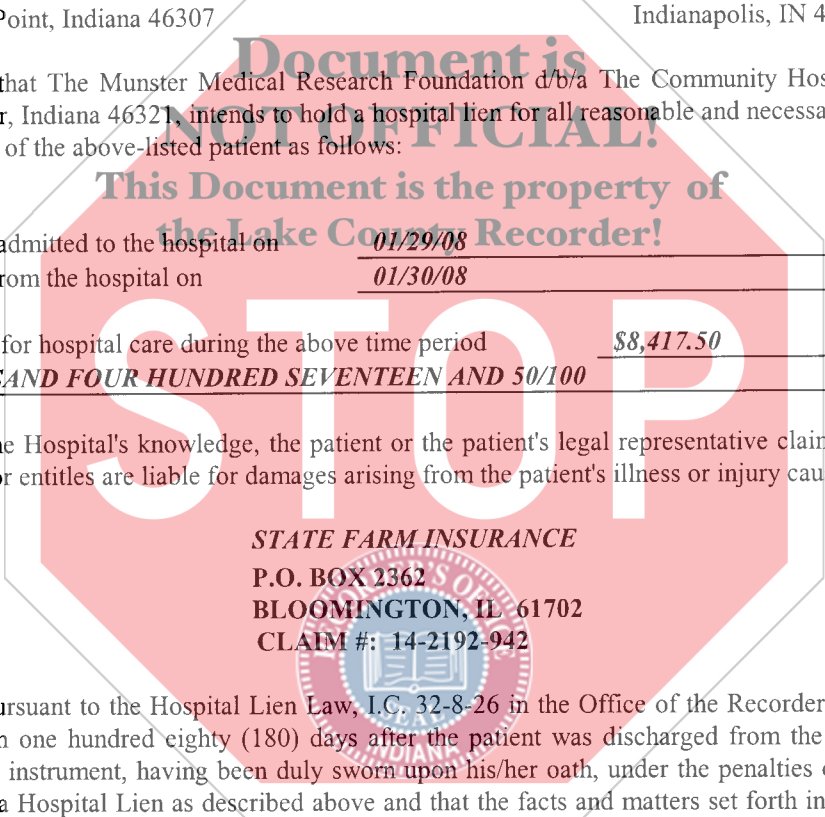 Point, Indiana 46307 Indianapolis, IN 4
Document is
that The Munster Medical Research Foundation d/b/a The Community Hos
r, Indiana 46321, intends to hold a hospital lien for all reasonable and necessa
NOT OFFICIAL!
of the above-listed patient as follows:
This Document is the property of
the Lake County Recorder!
admitted to the hospital on 01/29/08
rom the hospital on 01/30/08
STOP
for hospital care during the above time period $8,417.50
SAND FOUR HUNDRED SEVENTEEN AND 50/100
he Hospital's knowledge, the patient or the patient's legal representative claim
or entitles are liable for damages arising from the patient's illness or injury cau
STATE FARM INSURANCE
P.O. BOX 2362
BLOOMINGTON, IL 61702
CLAIM #: 14-2192-942
RECORDER'S OFFICE
SEAL
INDIANA
ursuant to the Hospital Lien Law, I.C. 32-8-26 in the Office of the Recorder
n one hundred eighty (180) days after the patient was discharged from the
instrument, having been duly sworn upon his/her oath, under the penalties
a Hospital Lien as described above and that the facts and matters set forth in